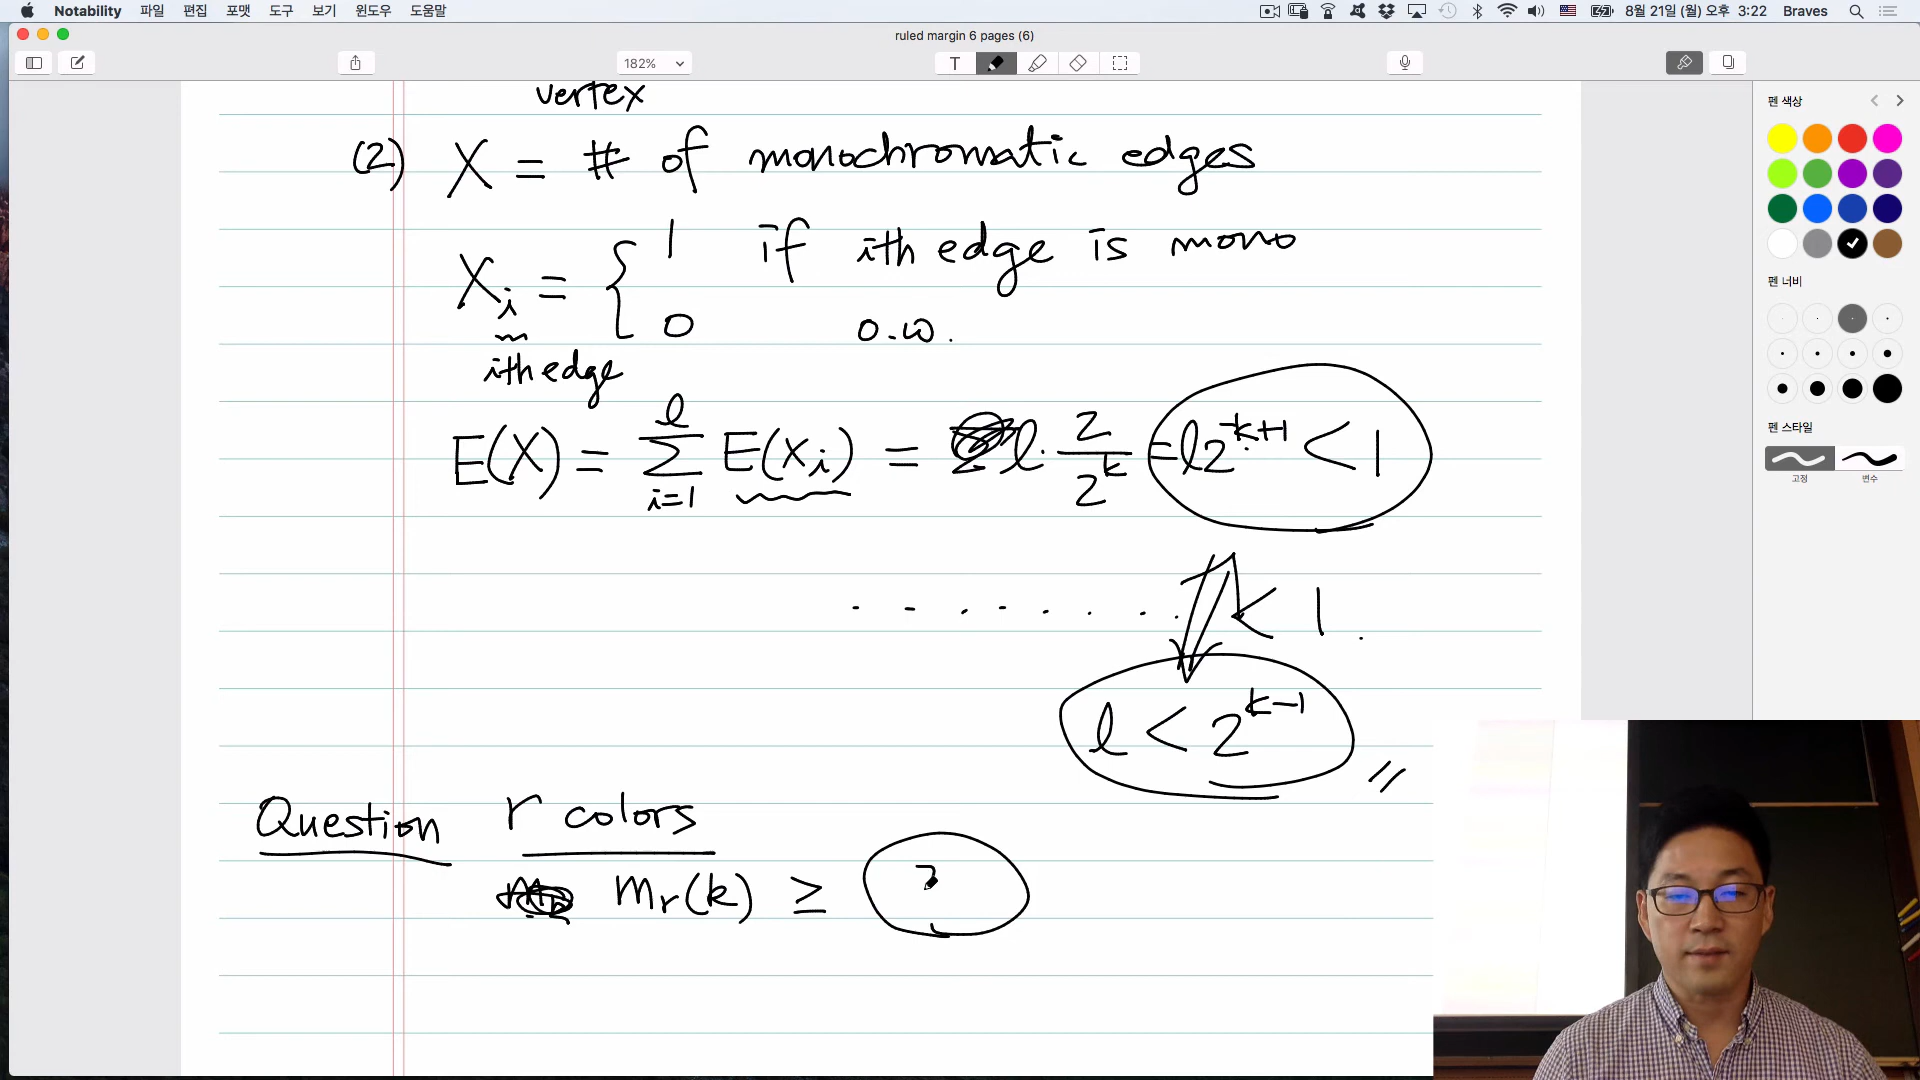 Notability 파일 편집 포맷 도구 보기 윈도우 도움말 8월 21일 (월) 오후 3:22 Braves
ruled margin 6 pages (6)
182% T
펜 색상
펜 너비
펜 스타일
고정 변수
vertex
(2) X = # of monochromatic edges
X_i = { 1 if ith edge is mono
0 o.w.
ith edge
E(X) = Σ_{i=1}^{l} E(X_i) = l · 2/2^k = l2^{-k+1} < 1
. . . . . . . . < 1 .
l < 2^{k-1} //
Question r colors
m_r(k) ≥ ?